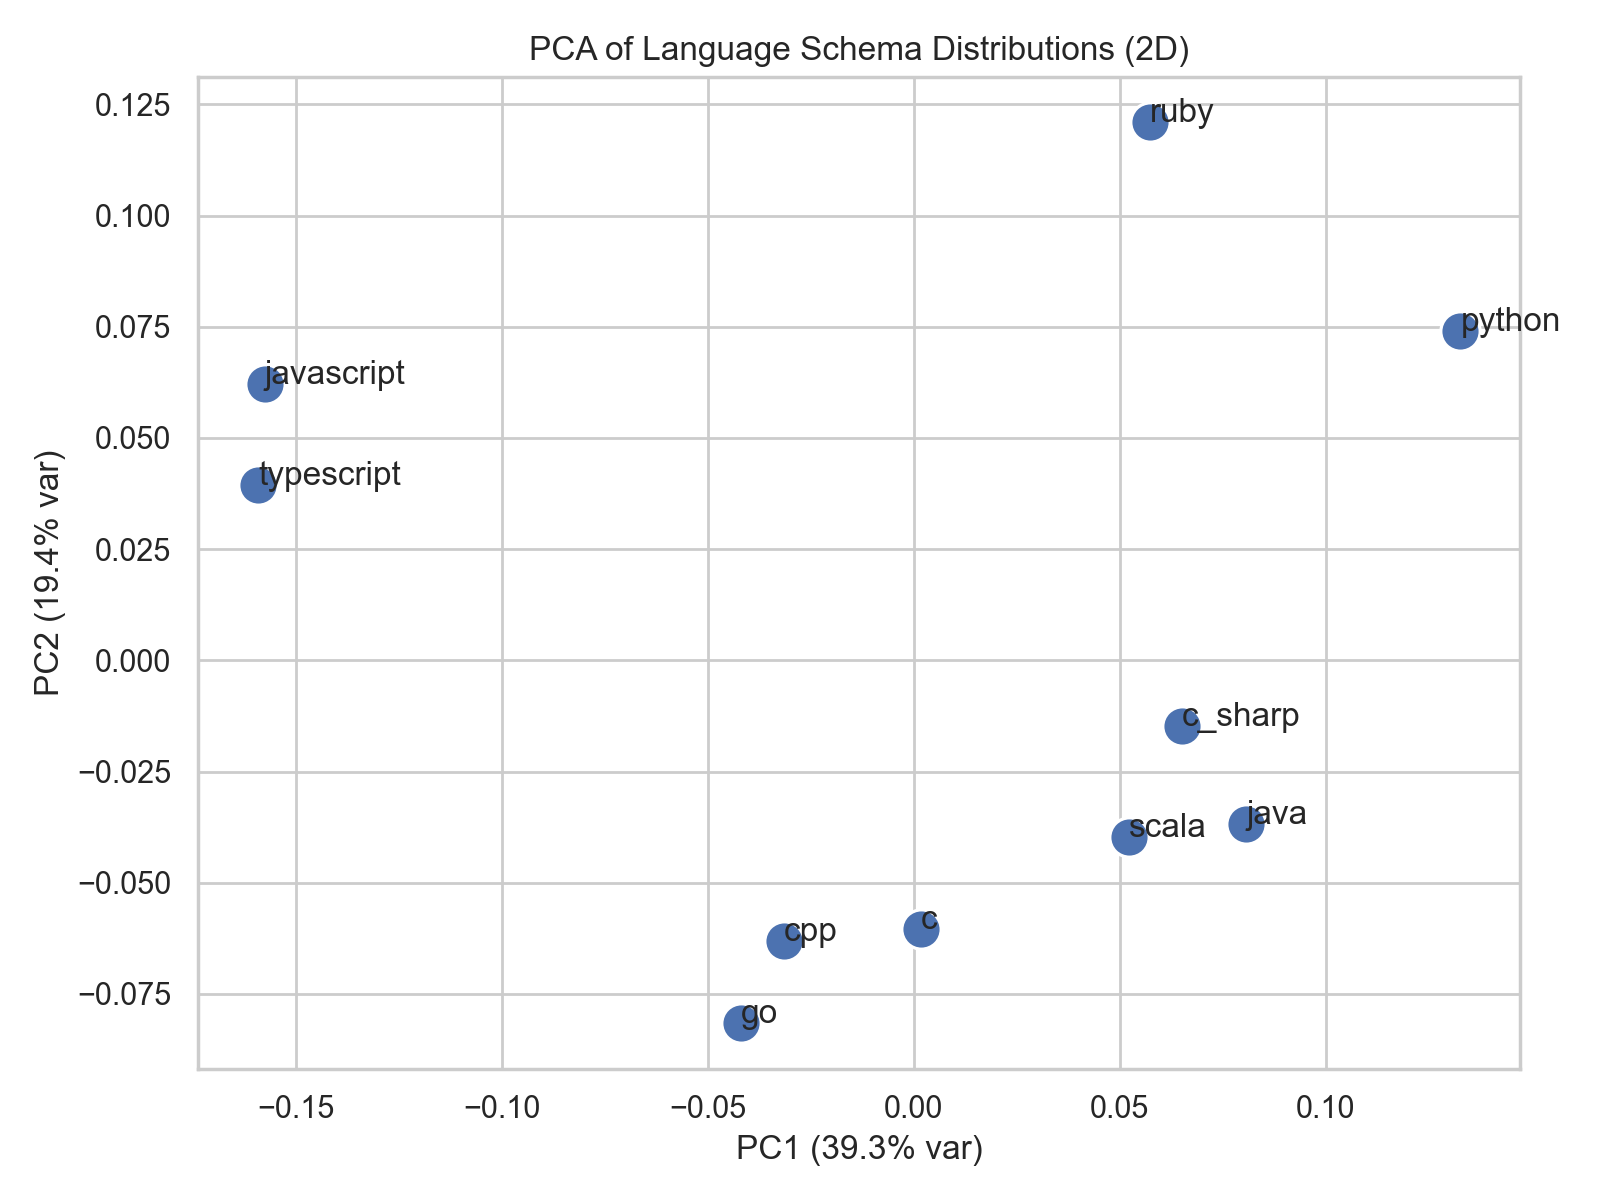 PCA of Language Schema Distributions (2D)
0.125
0.100
0.075
0.050
0.025
0.000
−0.025
−0.050
−0.075
PC2 (19.4% var)
ruby
python
javascript
typescript
c_sharp
java
scala
c
cpp
go
−0.15
−0.10
−0.05
0.00
0.05
0.10
PC1 (39.3% var)